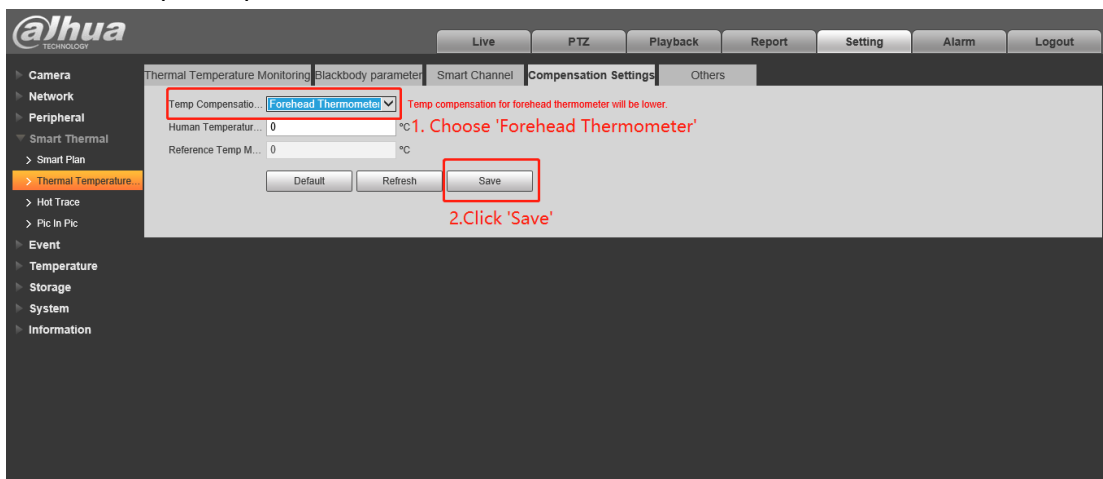 alhua
TECHNOLOGY
Live PTZ Playback Report Setting Alarm Logout
Camera
Network
Peripheral
Smart Thermal
Smart Plan
Thermal Temperature...
Hot Trace
Pic In Pic
Event
Temperature
Storage
System
Information
Thermal Temperature Monitoring Blackbody parameter Smart Channel Compensation Settings Others
Temp Compensatio... Forehead Thermometer Temp compensation for forehead thermometer will be lower.
Human Temperatur... 0 °C 1. Choose 'Forehead Thermometer'
Reference Temp M... 0 °C
Default Refresh Save
2.Click 'Save'